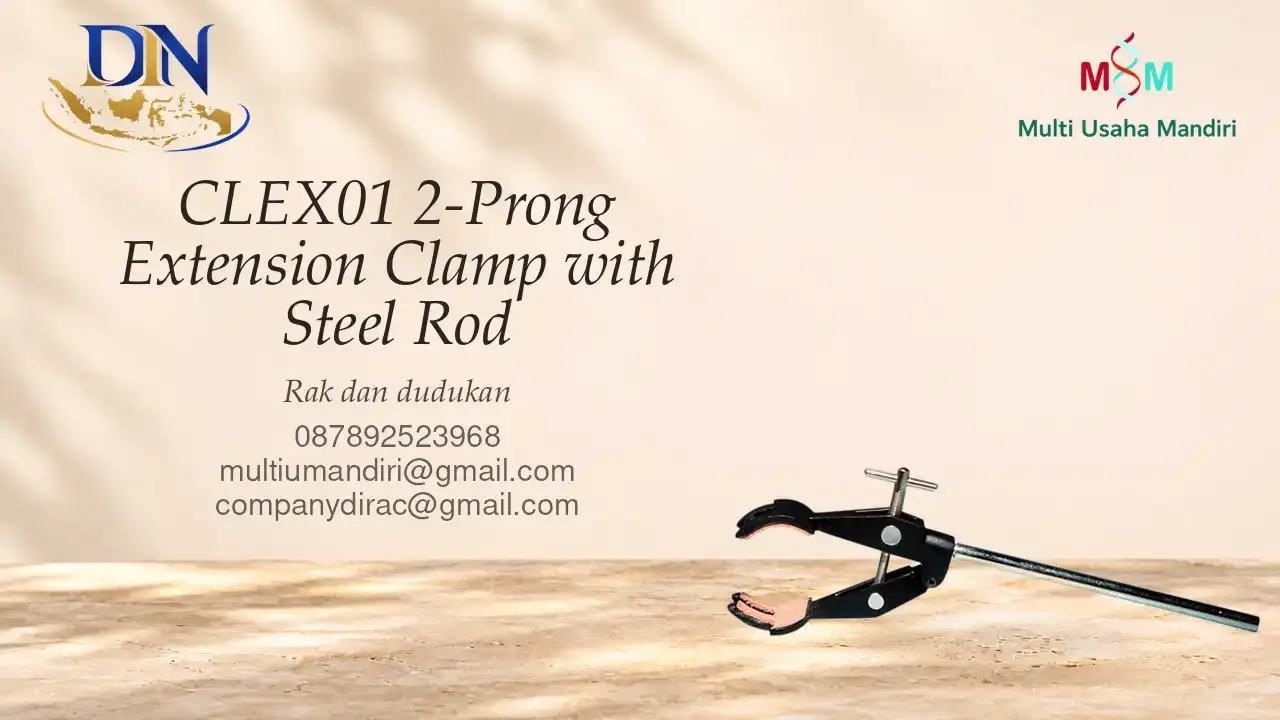 DIN
M M
Multi Usaha Mandiri
CLEX01 2-Prong
Extension Clamp with
Steel Rod
Rak dan dudukan
087892523968
multiumandiri@gmail.com
companydirac@gmail.com